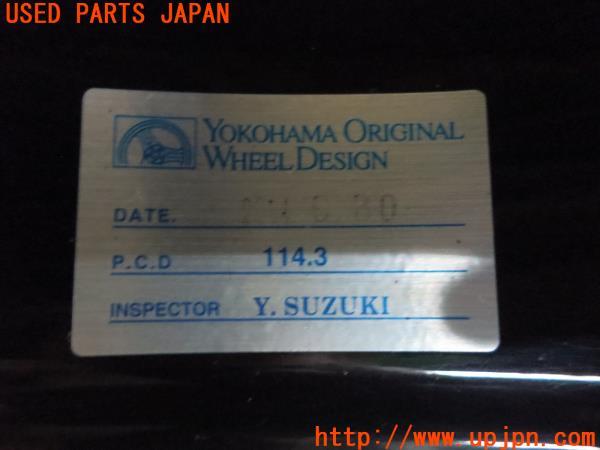 USED PARTS JAPAN
YOKOHAMA ORIGINAL
WHEEL DESIGN
DATE.
P.C.D 114.3
INSPECTOR Y. SUZUKI
http://www.upjpn.com